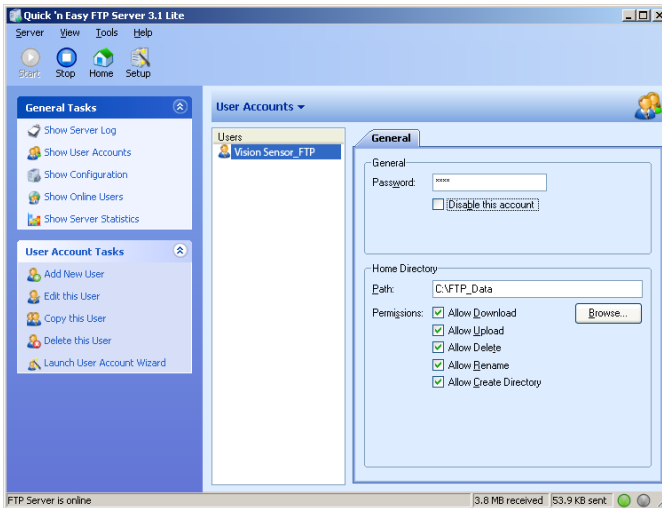 Quick 'n Easy FTP Server 3.1 Lite
Server View Tools Help
Start Stop Home Setup
General Tasks
Show Server Log
Show User Accounts
Show Configuration
Show Online Users
Show Server Statistics
User Account Tasks
Add New User
Edit this User
Copy this User
Delete this User
Launch User Account Wizard
User Accounts
Users
Vision Sensor_FTP
General
General
Password: ****
Disable this account
Home Directory
Path: C:\FTP_Data
Permissions: Allow Download Browse...
Allow Upload
Allow Delete
Allow Rename
Allow Create Directory
FTP Server is online 3.8 MB received 53.9 KB sent